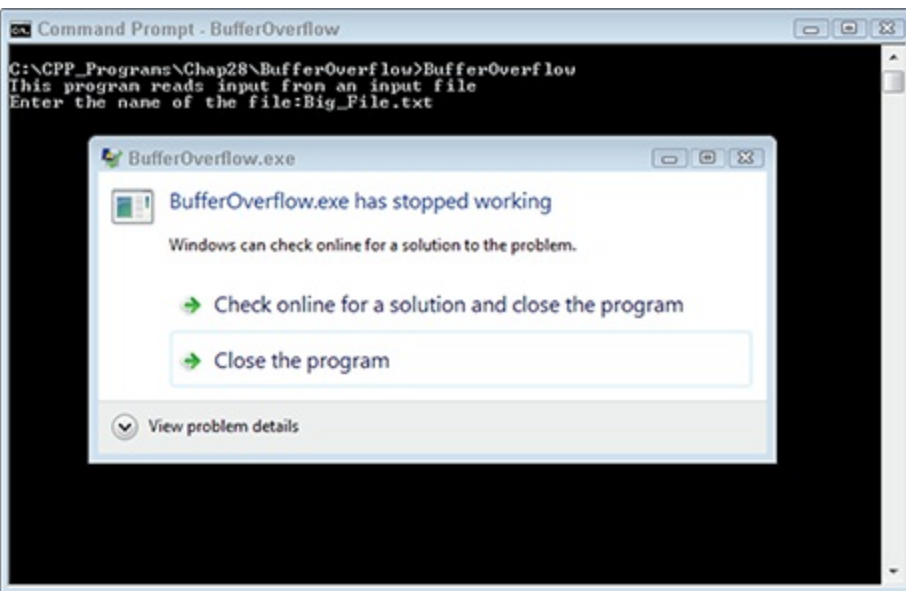 Command Prompt - BufferOverflow
C:\CPP_Programs\Chap28\BufferOverflow>BufferOverflow
This program reads input from an input file
Enter the name of the file:Big_File.txt
BufferOverflow.exe
BufferOverflow.exe has stopped working
Windows can check online for a solution to the problem.
Check online for a solution and close the program
Close the program
View problem details